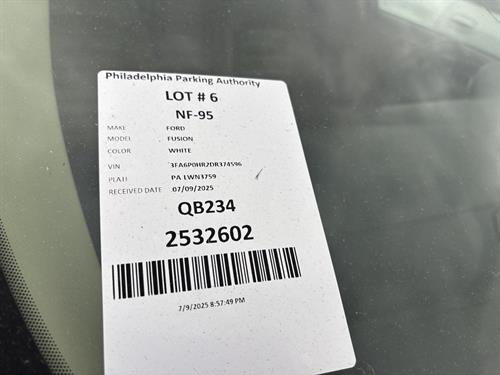 Philadelphia Parking Authority
LOT # 6
NF-95
MAKE FORD
MODEL FUSION
COLOR WHITE
VIN 3FA6P0HR2DR374596
PLATE PA LWN3759
RECEIVED DATE 07/09/2025
QB234
2532602
7/9/2025 8:57:49 PM